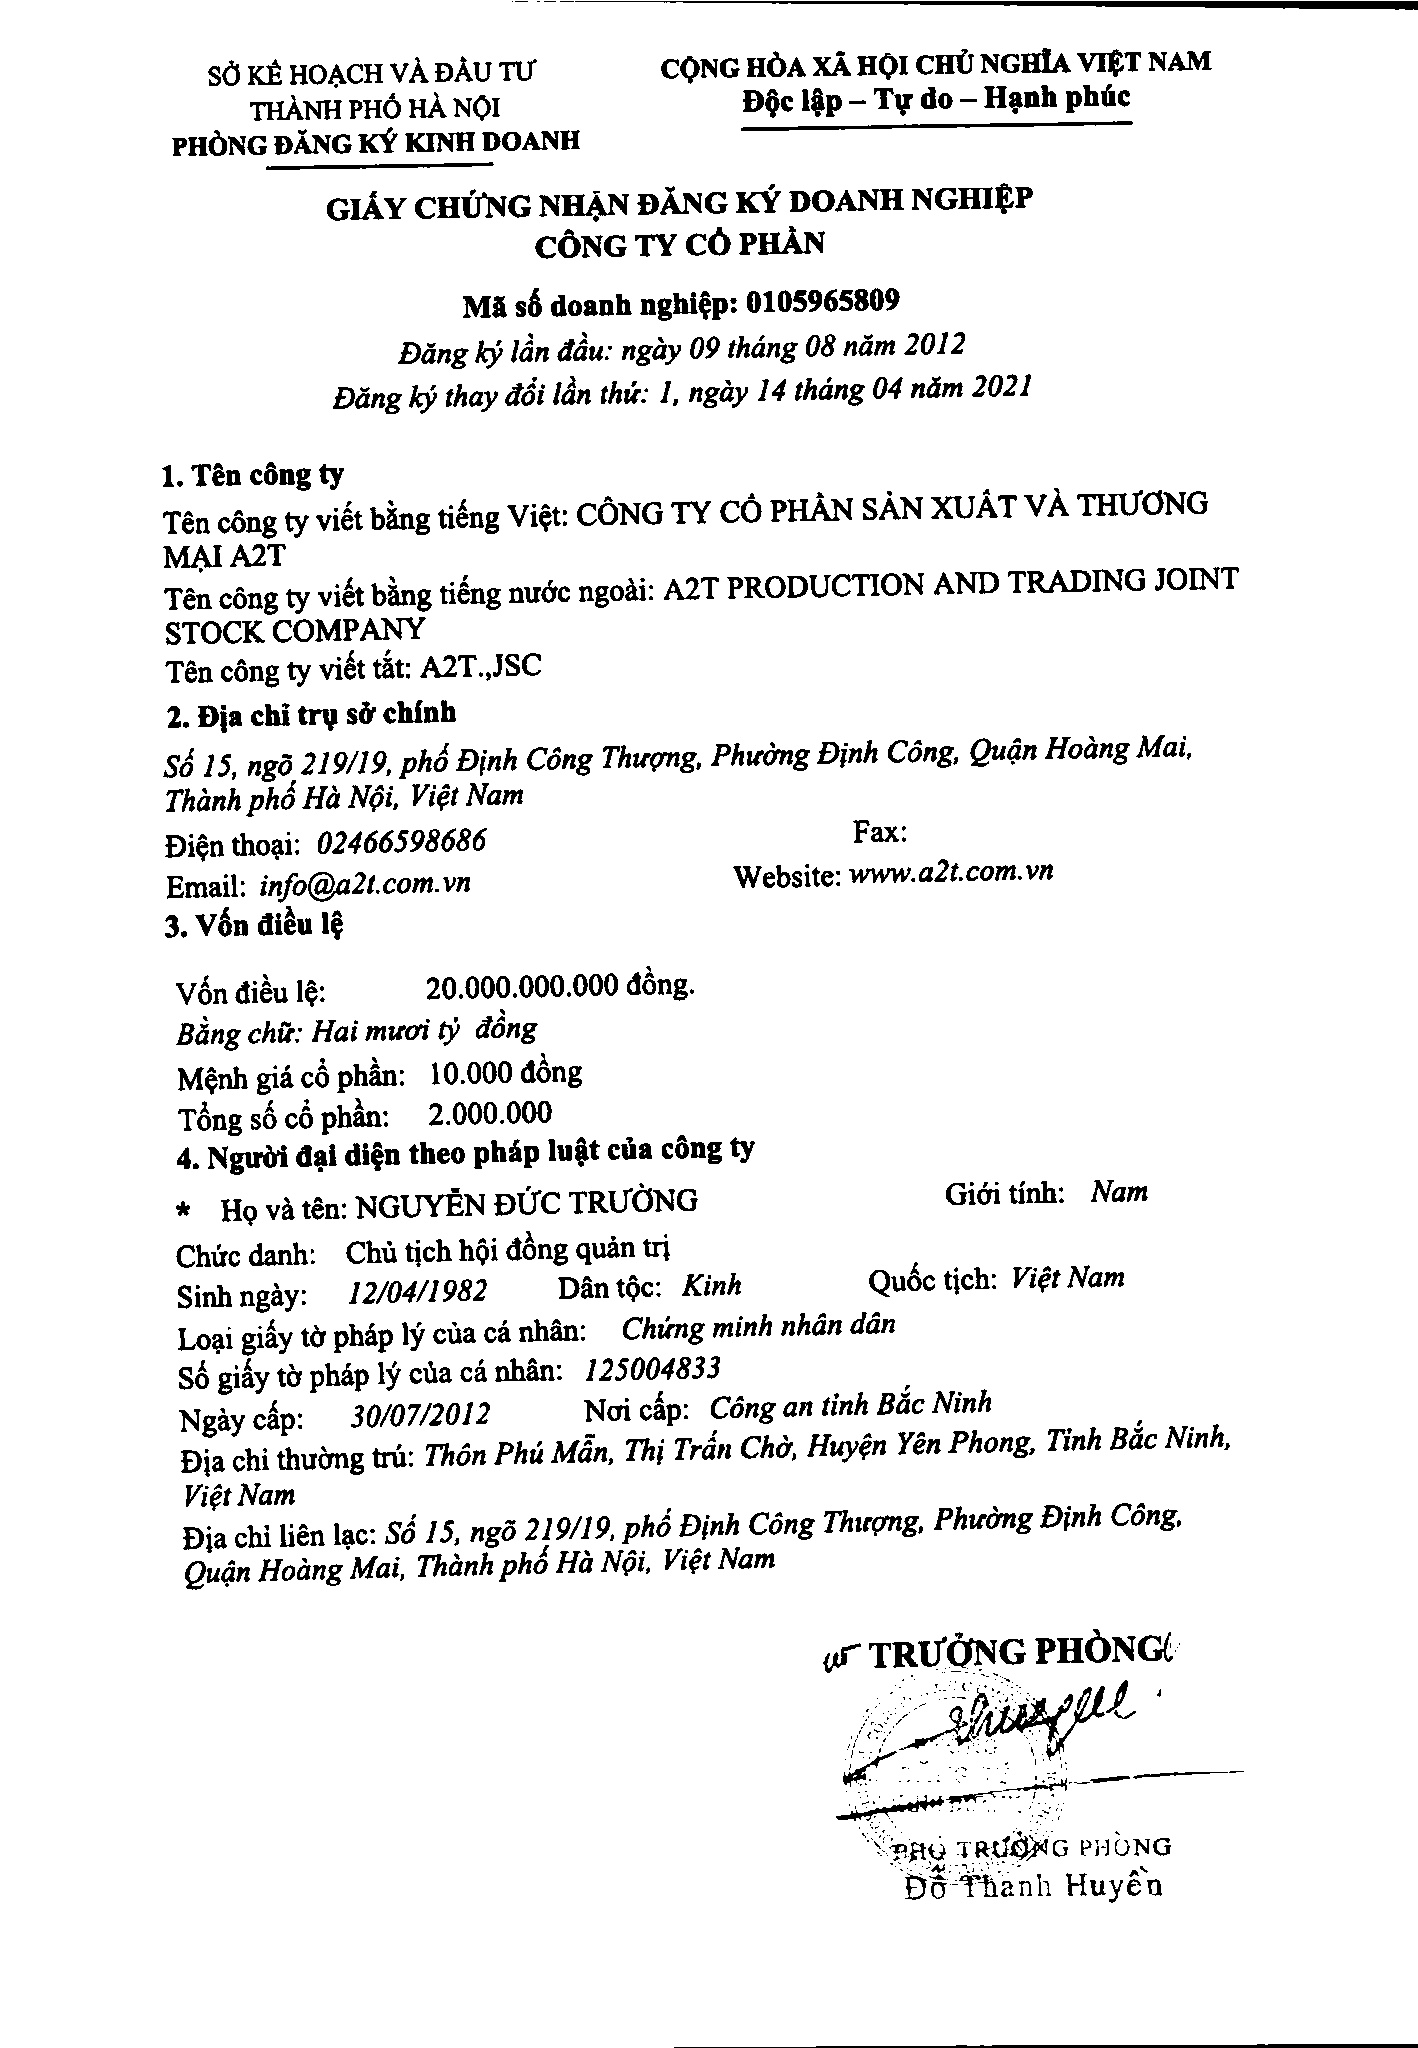 SỞ KẾ HOẠCH VÀ ĐẦU TƯ
THÀNH PHỐ HÀ NỘI
PHÒNG ĐĂNG KÝ KINH DOANH
CỘNG HÒA XÃ HỘI CHỦ NGHĨA VIỆT NAM
Độc lập – Tự do – Hạnh phúc
GIẤY CHỨNG NHẬN ĐĂNG KÝ DOANH NGHIỆP
CÔNG TY CỔ PHẦN
Mã số doanh nghiệp: 0105965809
Đăng ký lần đầu: ngày 09 tháng 08 năm 2012
Đăng ký thay đổi lần thứ: 1, ngày 14 tháng 04 năm 2021
1. Tên công ty
Tên công ty viết bằng tiếng Việt: CÔNG TY CỔ PHẦN SẢN XUẤT VÀ THƯƠNG
MẠI A2T
Tên công ty viết bằng tiếng nước ngoài: A2T PRODUCTION AND TRADING JOINT
STOCK COMPANY
Tên công ty viết tắt: A2T.,JSC
2. Địa chỉ trụ sở chính
Số 15, ngõ 219/19, phố Định Công Thượng, Phường Định Công, Quận Hoàng Mai,
Thành phố Hà Nội, Việt Nam
Điện thoại: 02466598686 Fax:
Email: info@a2t.com.vn Website: www.a2t.com.vn
3. Vốn điều lệ
Vốn điều lệ: 20.000.000.000 đồng.
Bằng chữ: Hai mươi tỷ đồng
Mệnh giá cổ phần: 10.000 đồng
Tổng số cổ phần: 2.000.000
4. Người đại diện theo pháp luật của công ty
* Họ và tên: NGUYỄN ĐỨC TRƯỜNG Giới tính: Nam
Chức danh: Chủ tịch hội đồng quản trị
Sinh ngày: 12/04/1982 Dân tộc: Kinh Quốc tịch: Việt Nam
Loại giấy tờ pháp lý của cá nhân: Chứng minh nhân dân
Số giấy tờ pháp lý của cá nhân: 125004833
Ngày cấp: 30/07/2012 Nơi cấp: Công an tỉnh Bắc Ninh
Địa chỉ thường trú: Thôn Phú Mẫn, Thị Trấn Chờ, Huyện Yên Phong, Tỉnh Bắc Ninh,
Việt Nam
Địa chỉ liên lạc: Số 15, ngõ 219/19, phố Định Công Thượng, Phường Định Công,
Quận Hoàng Mai, Thành phố Hà Nội, Việt Nam
TRƯỞNG PHÒNG
PHÓ TRƯỞNG PHÒNG
Đỗ Thanh Huyền